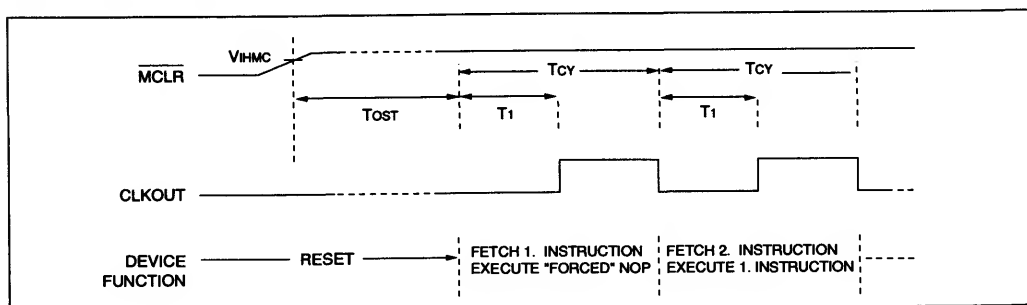 VIHMC
MCLR
TCY
TCY
TOST
T1
T1
CLKOUT
DEVICE
FUNCTION
RESET
FETCH 1. INSTRUCTION
EXECUTE "FORCED" NOP
FETCH 2. INSTRUCTION
EXECUTE 1. INSTRUCTION